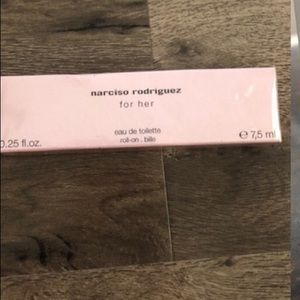 narciso rodriguez
for her
eau de toilette
0.25 fl.oz. roll-on . bille ℮ 7,5 ml